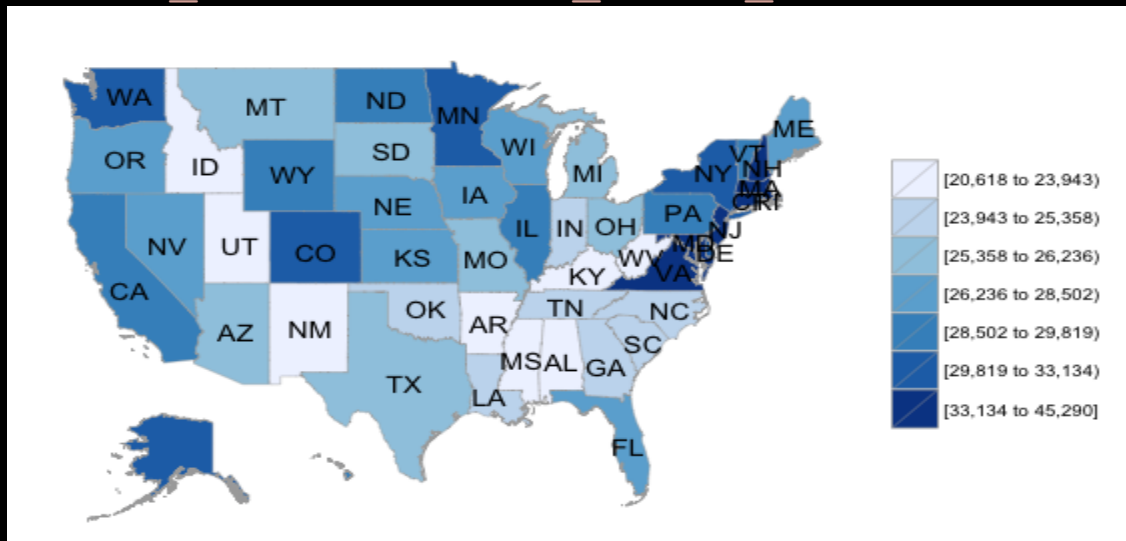 WA
MT
ND
MN
ME
OR
ID
SD
WI
VT
NH
NY
MA
WY
MI
CT
RI
IA
NE
PA
NJ
NV
UT
CO
IL
IN
OH
MD
DE
KS
MO
WV
VA
CA
KY
OK
TN
NC
AZ
NM
AR
SC
TX
MS
AL
GA
LA
FL
[20,618 to 23,943)
[23,943 to 25,358)
[25,358 to 26,236)
[26,236 to 28,502)
[28,502 to 29,819)
[29,819 to 33,134)
[33,134 to 45,290]